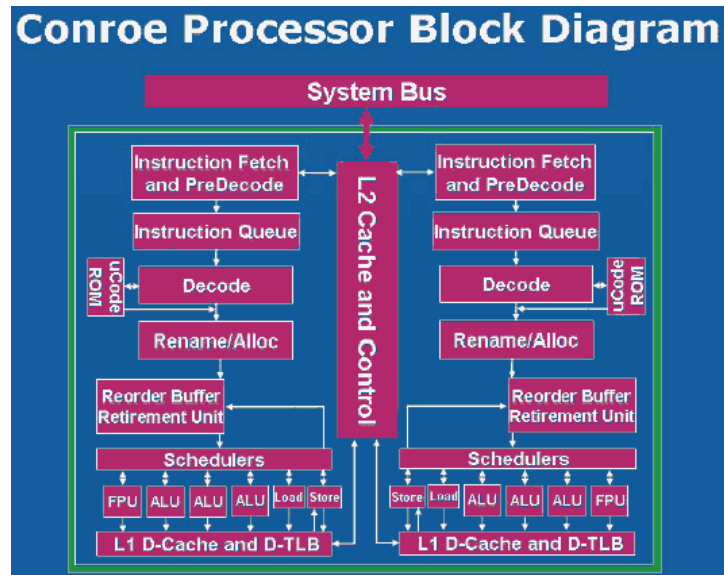 Conroe Processor Block Diagram
System Bus
Instruction Fetch
and PreDecode
Instruction Queue
uCode
ROM
Decode
Rename/Alloc
Reorder Buffer
Retirement Unit
Schedulers
FPU
ALU
ALU
ALU
Load
Store
L1 D-Cache and D-TLB
L2 Cache and Control
Instruction Fetch
and PreDecode
Instruction Queue
Decode
uCode
ROM
Rename/Alloc
Reorder Buffer
Retirement Unit
Schedulers
Store
Load
ALU
ALU
ALU
FPU
L1 D-Cache and D-TLB